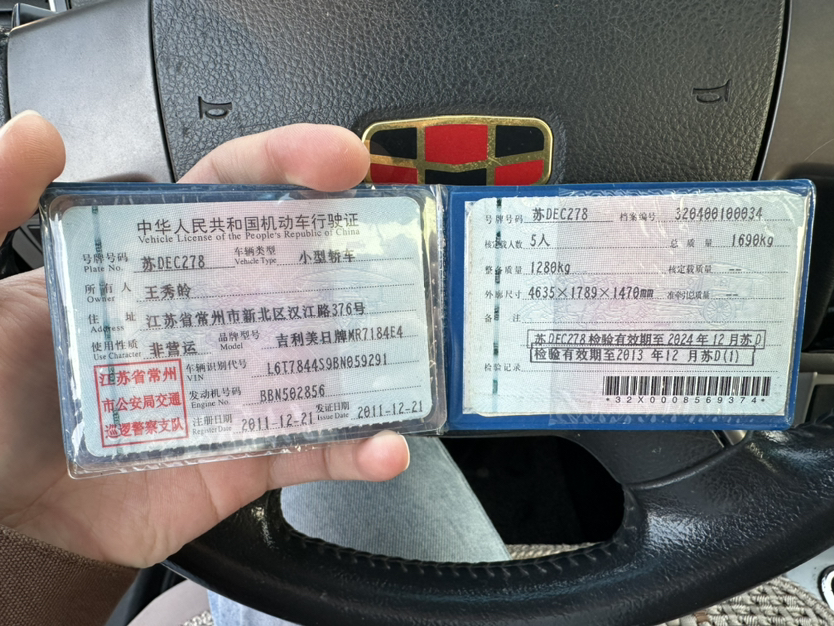 中华人民共和国机动车行驶证
Vehicle License of the People's Republic of China
号牌号码 苏DEC278 车辆类型 小型轿车
Plate No. Vehicle Type
所有人 王秀岭
Owner
住址 江苏省常州市新北区汉江路376号
Address
使用性质 非营运 品牌型号 吉利美日牌MR7184E4
Use Character Model
江苏省常州
市公安局交通
巡逻警察支队
车辆识别代号 L6T7844S9BN059291
VIN
发动机号码 BBN502856
Engine No.
注册日期 2011-12-21 发证日期 2011-12-21
Register Date Issue Date
号牌号码 苏DEC278 档案编号 320400100034
核定载人数 5人 总质量 1690kg
整备质量 1280kg 核定载质量 --
外廓尺寸 4635×1789×1470mm 准牵引总质量 --
备注
苏DEC278 检验有效期至 2024 年 12 月苏D
检验有效期至2013 年 12 月苏D(1)
检验记录
*32X0008569374*